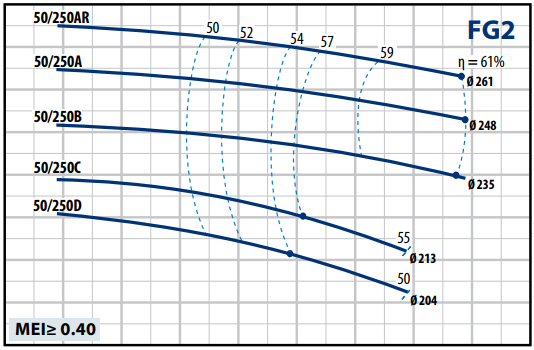 50/250AR
50
52
54
57
59
FG2
η = 61%
Ø 261
50/250A
Ø 248
50/250B
Ø 235
50/250C
55
Ø 213
50/250D
50
Ø 204
MEI≥ 0.40